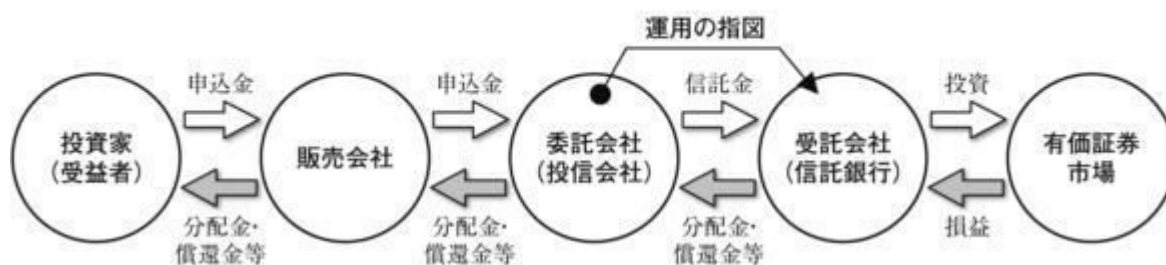 運用の指図
申込金
申込金
信託金
投資
投資家
(受益者)
販売会社
委託会社
(投信会社)
受託会社
(信託銀行)
有価証券
市場
分配金・
償還金等
分配金・
償還金等
分配金・
償還金等
損益